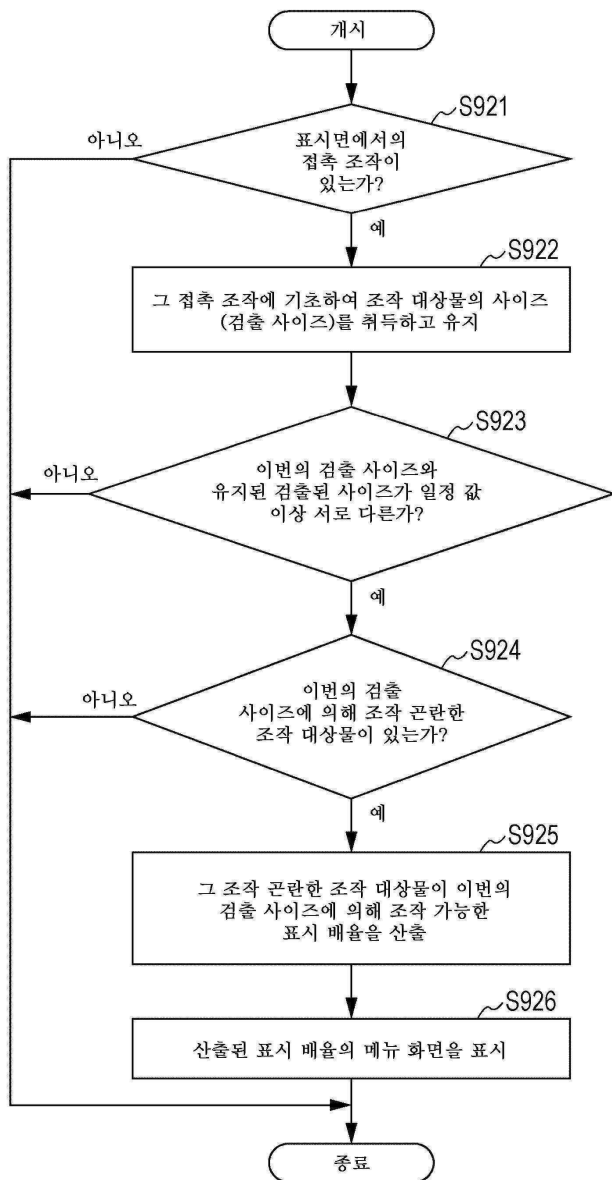 개시
S921
아니오
표시면에서의
접촉 조작이
있는가?
예
S922
그 접촉 조작에 기초하여 조작 대상물의 사이즈
(검출 사이즈)를 취득하고 유지
S923
아니오
이번의 검출 사이즈와
유지된 검출된 사이즈가 일정 값
이상 서로 다른가?
예
S924
아니오
이번의 검출
사이즈에 의해 조작 곤란한
조작 대상물이 있는가?
예
S925
그 조작 곤란한 조작 대상물이 이번의
검출 사이즈에 의해 조작 가능한
표시 배율을 산출
S926
산출된 표시 배율의 메뉴 화면을 표시
종료